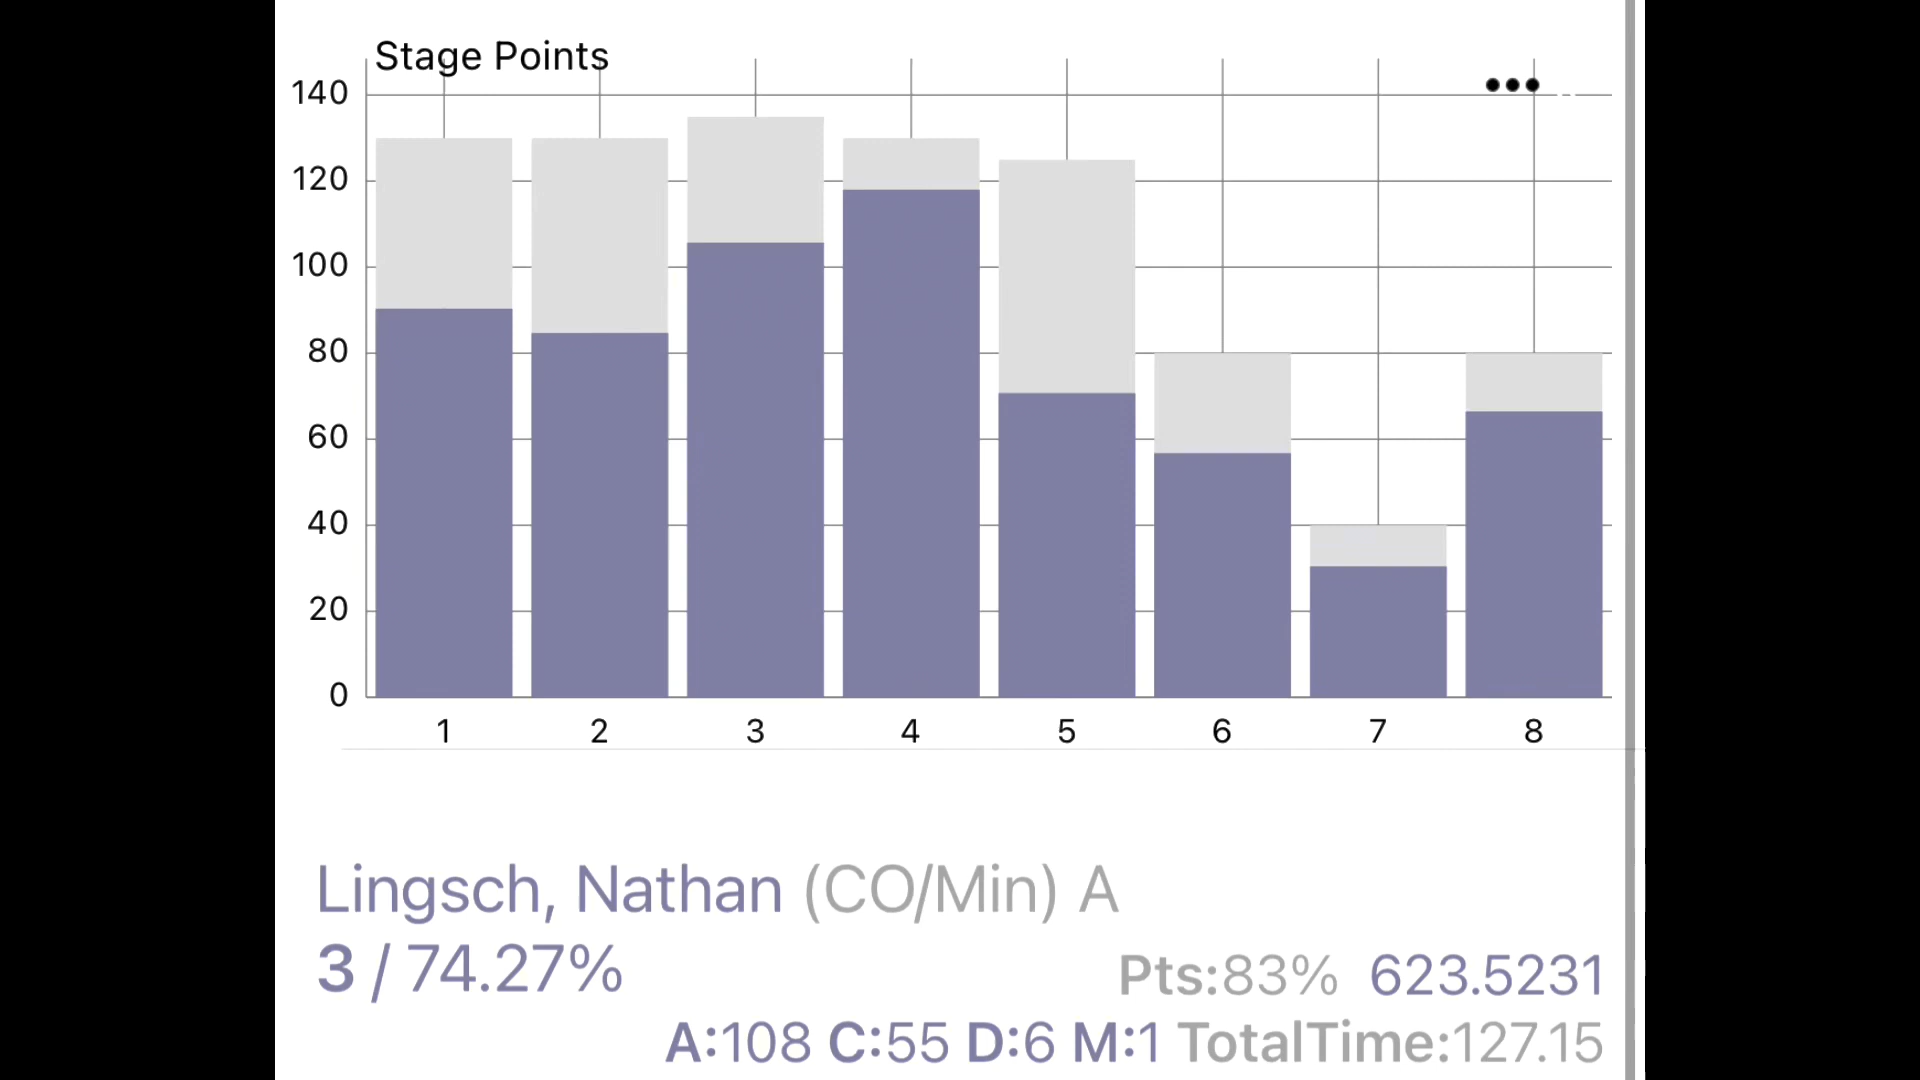 Stage Points
140
120
100
80
60
40
20
0
1 2 3 4 5 6 7 8
Lingsch, Nathan (CO/Min) A
3 / 74.27%
Pts:83% 623.5231
A:108 C:55 D:6 M:1 TotalTime:127.15